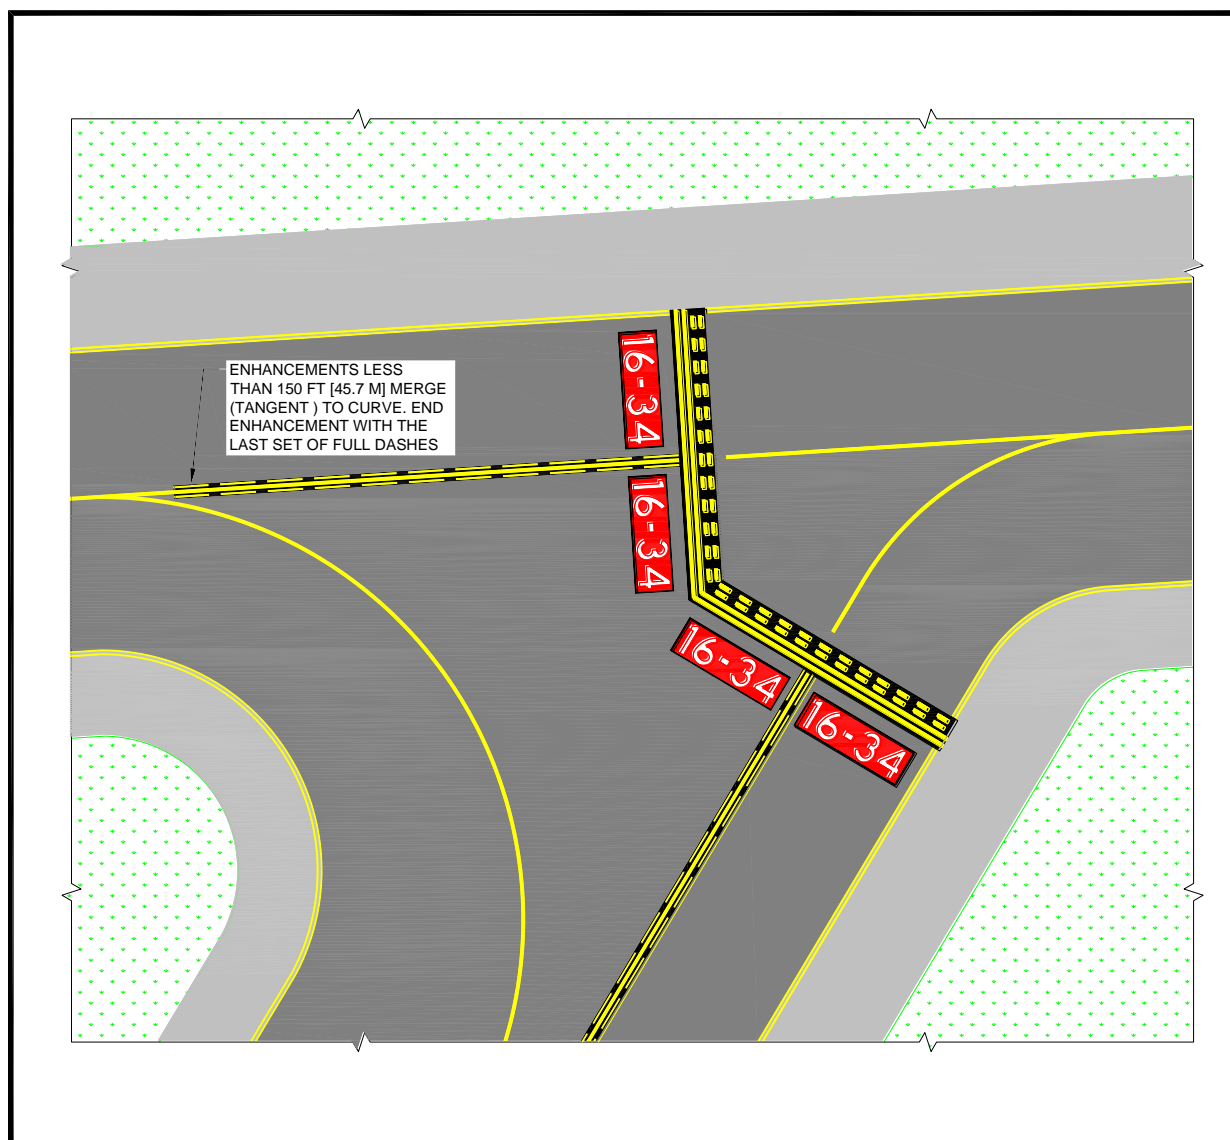 ENHANCEMENTS LESS
THAN 150 FT [45.7 M] MERGE
(TANGENT ) TO CURVE. END
ENHANCEMENT WITH THE
LAST SET OF FULL DASHES
16-34
16-34
16-34
16-34